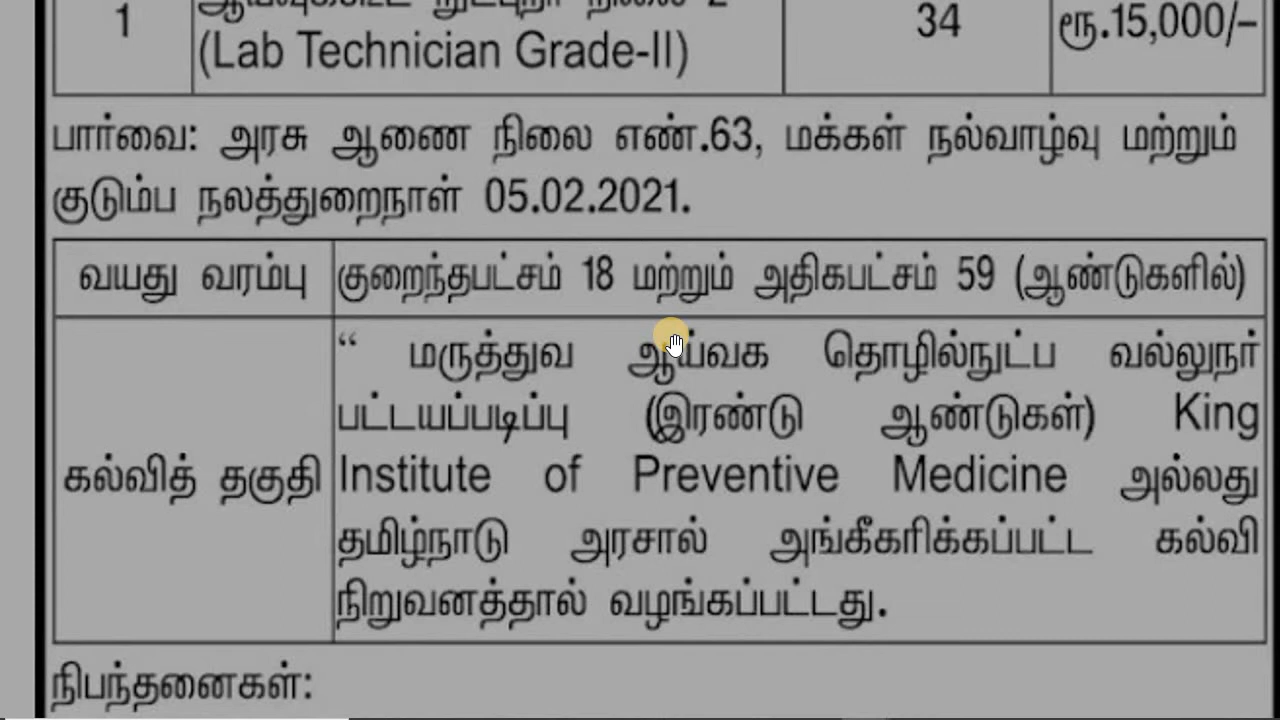 1
(Lab Technician Grade-II)
34
ரூ.15,000/–
பார்வை: அரசு ஆணை நிலை எண்.63, மக்கள் நல்வாழ்வு மற்றும்
குடும்ப நலத்துறைநாள் 05.02.2021.
வயது வரம்பு
குறைந்தபட்சம் 18 மற்றும் அதிகபட்சம் 59 (ஆண்டுகளில்)
கல்வித் தகுதி
“ மருத்துவ ஆய்வக தொழில்நுட்ப வல்லுநர்
பட்டயப்படிப்பு (இரண்டு ஆண்டுகள்) King
Institute of Preventive Medicine அல்லது
தமிழ்நாடு அரசால் அங்கீகரிக்கப்பட்ட கல்வி
நிறுவனத்தால் வழங்கப்பட்டது.
நிபந்தனைகள்: